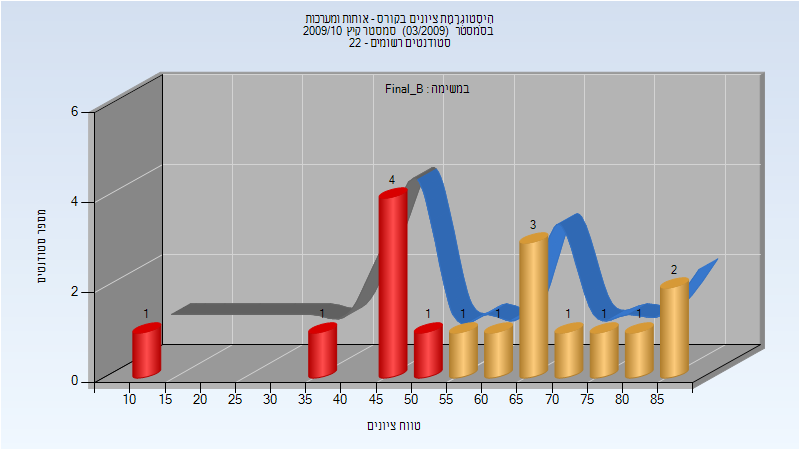 היסטוגרמת ציונים בקורס - אותות ומערכות
בסמסטר (03/2009) סמסטר קיץ 2009/10
סטודנטים רשומים - 22
במשימה : Final_B
מספר סטודנטים
6
4
2
0
1
1
4
1
1
1
3
1
1
1
2
10 15 20 25 30 35 40 45 50 55 60 65 70 75 80 85
טווח ציונים